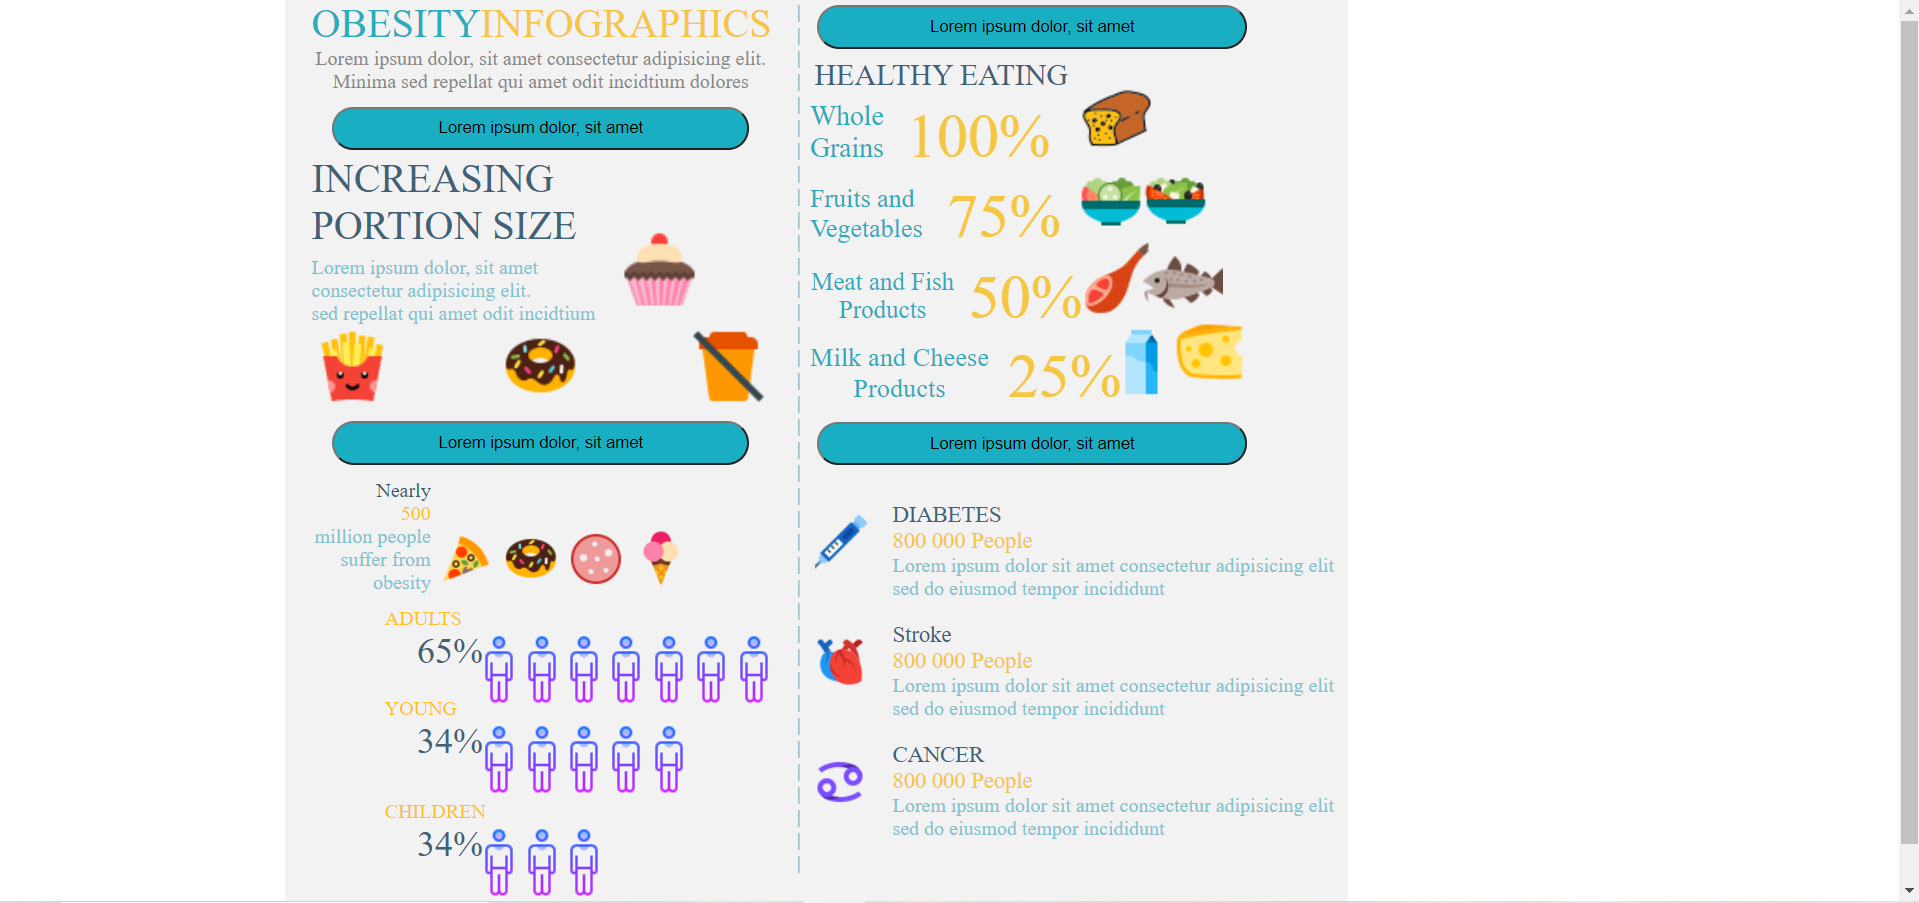 OBESITYINFOGRAPHICS
Lorem ipsum dolor, sit amet consectetur adipisicing elit.
Minima sed repellat qui amet odit incidtium dolores
Lorem ipsum dolor, sit amet
INCREASING
PORTION SIZE
Lorem ipsum dolor, sit amet
consectetur adipisicing elit.
sed repellat qui amet odit incidtium
Lorem ipsum dolor, sit amet
Nearly
500
million people
suffer from
obesity
ADULTS
65%
YOUNG
34%
CHILDREN
34%
Lorem ipsum dolor, sit amet
HEALTHY EATING
Whole
Grains
100%
Fruits and
Vegetables
75%
Meat and Fish
Products
50%
Milk and Cheese
Products
25%
Lorem ipsum dolor, sit amet
DIABETES
800 000 People
Lorem ipsum dolor sit amet consectetur adipisicing elit
sed do eiusmod tempor incididunt
Stroke
800 000 People
Lorem ipsum dolor sit amet consectetur adipisicing elit
sed do eiusmod tempor incididunt
CANCER
800 000 People
Lorem ipsum dolor sit amet consectetur adipisicing elit
sed do eiusmod tempor incididunt